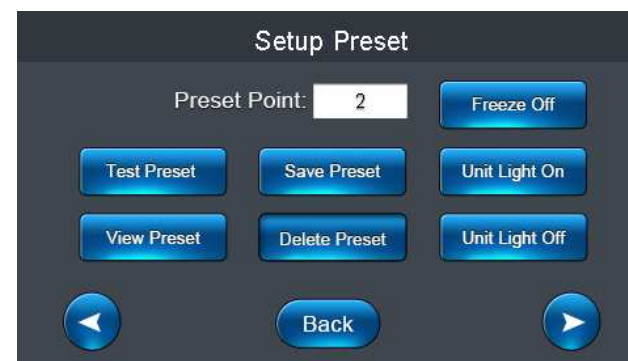 Setup Preset
Preset Point: 2
Freeze Off
Test Preset
Save Preset
Unit Light On
View Preset
Delete Preset
Unit Light Off
Back